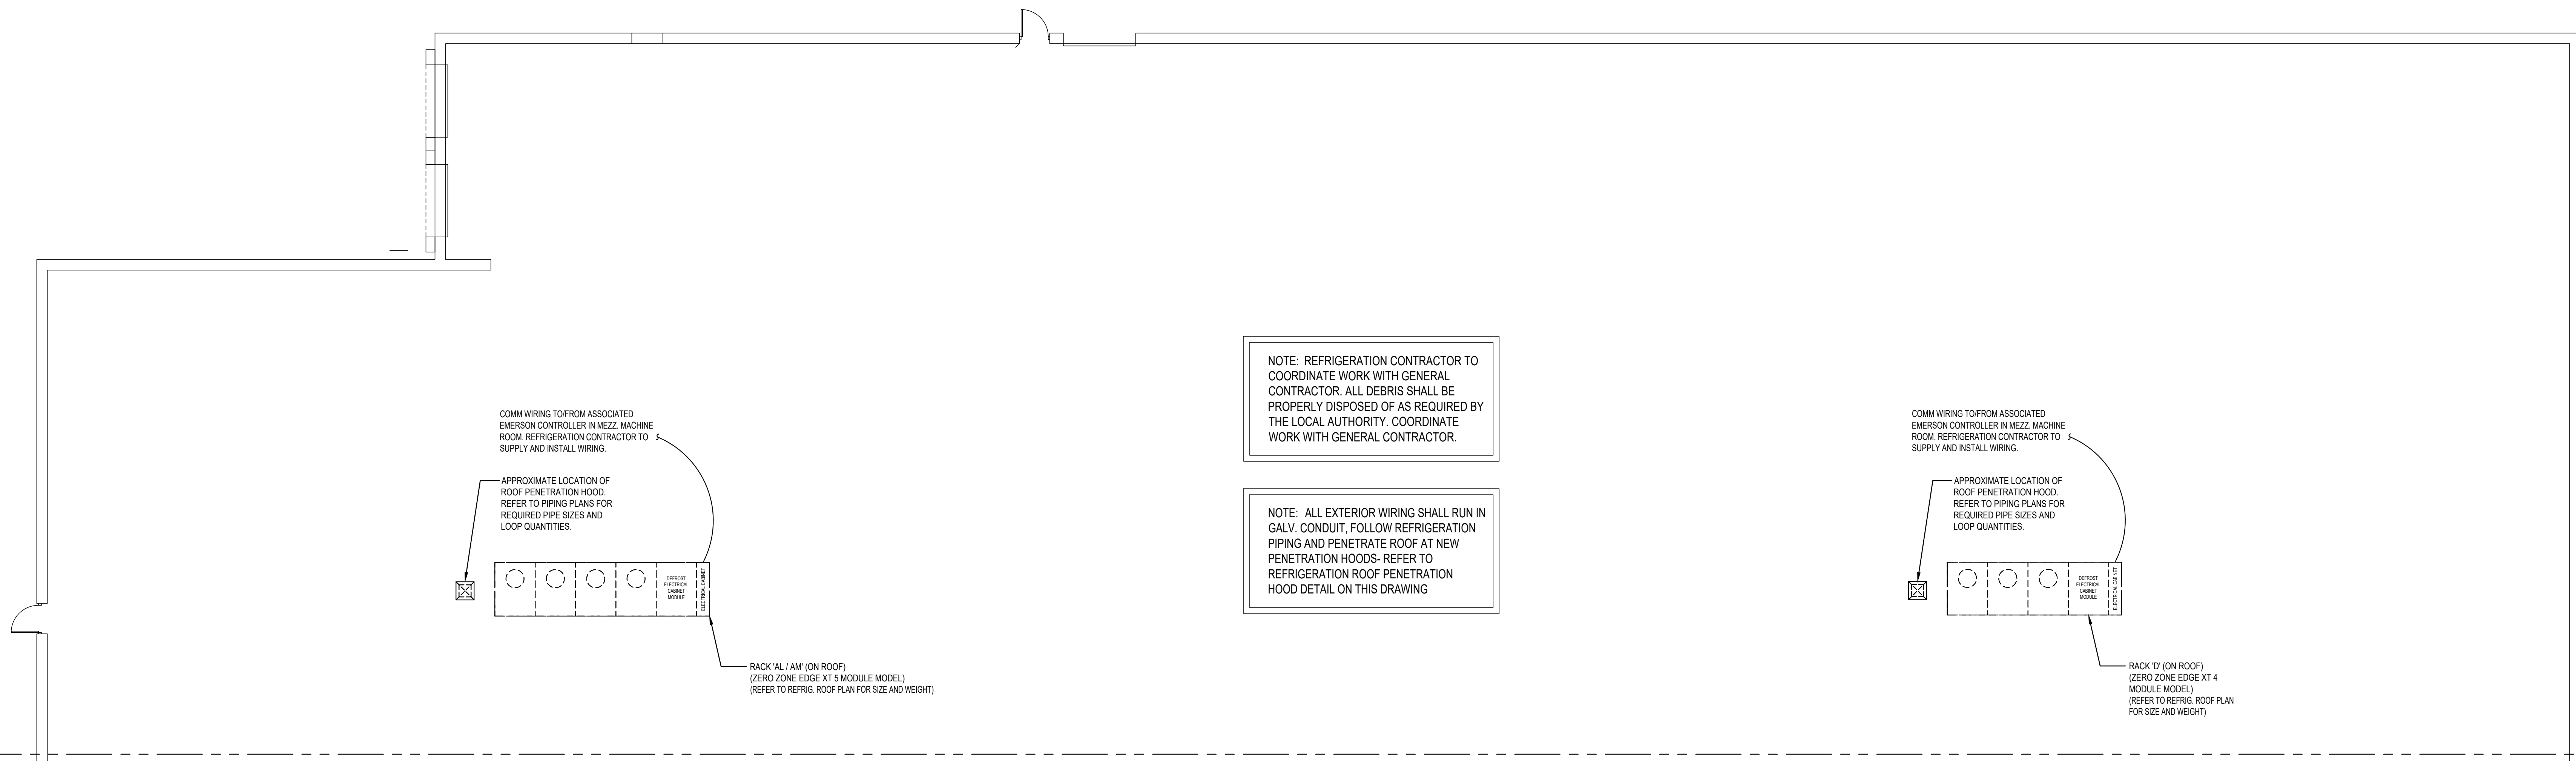 NOTE: REFRIGERATION CONTRACTOR TO
COORDINATE WORK WITH GENERAL
CONTRACTOR. ALL DEBRIS SHALL BE
PROPERLY DISPOSED OF AS REQUIRED BY
THE LOCAL AUTHORITY. COORDINATE
WORK WITH GENERAL CONTRACTOR.
COMM WIRING TO/FROM ASSOCIATED
EMERSON CONTROLLER IN MEZZ. MACHINE
ROOM. REFRIGERATION CONTRACTOR TO
SUPPLY AND INSTALL WIRING.
APPROXIMATE LOCATION OF
ROOF PENETRATION HOOD.
REFER TO PIPING PLANS FOR
REQUIRED PIPE SIZES AND
LOOP QUANTITIES.
DEFROST
ELECTRICAL
CABINET
MODULE
ELECTRICAL CABINET
RACK 'AL / AM' (ON ROOF)
(ZERO ZONE EDGE XT 5 MODULE MODEL)
(REFER TO REFRIG. ROOF PLAN FOR SIZE AND WEIGHT)
NOTE: ALL EXTERIOR WIRING SHALL RUN IN
GALV. CONDUIT, FOLLOW REFRIGERATION
PIPING AND PENETRATE ROOF AT NEW
PENETRATION HOODS- REFER TO
REFRIGERATION ROOF PENETRATION
HOOD DETAIL ON THIS DRAWING
COMM WIRING TO/FROM ASSOCIATED
EMERSON CONTROLLER IN MEZZ. MACHINE
ROOM. REFRIGERATION CONTRACTOR TO
SUPPLY AND INSTALL WIRING.
APPROXIMATE LOCATION OF
ROOF PENETRATION HOOD.
REFER TO PIPING PLANS FOR
REQUIRED PIPE SIZES AND
LOOP QUANTITIES.
DEFROST
ELECTRICAL
CABINET
MODULE
ELECTRICAL CABINET
RACK 'D' (ON ROOF)
(ZERO ZONE EDGE XT 4
MODULE MODEL)
(REFER TO REFRIG. ROOF PLAN
FOR SIZE AND WEIGHT)